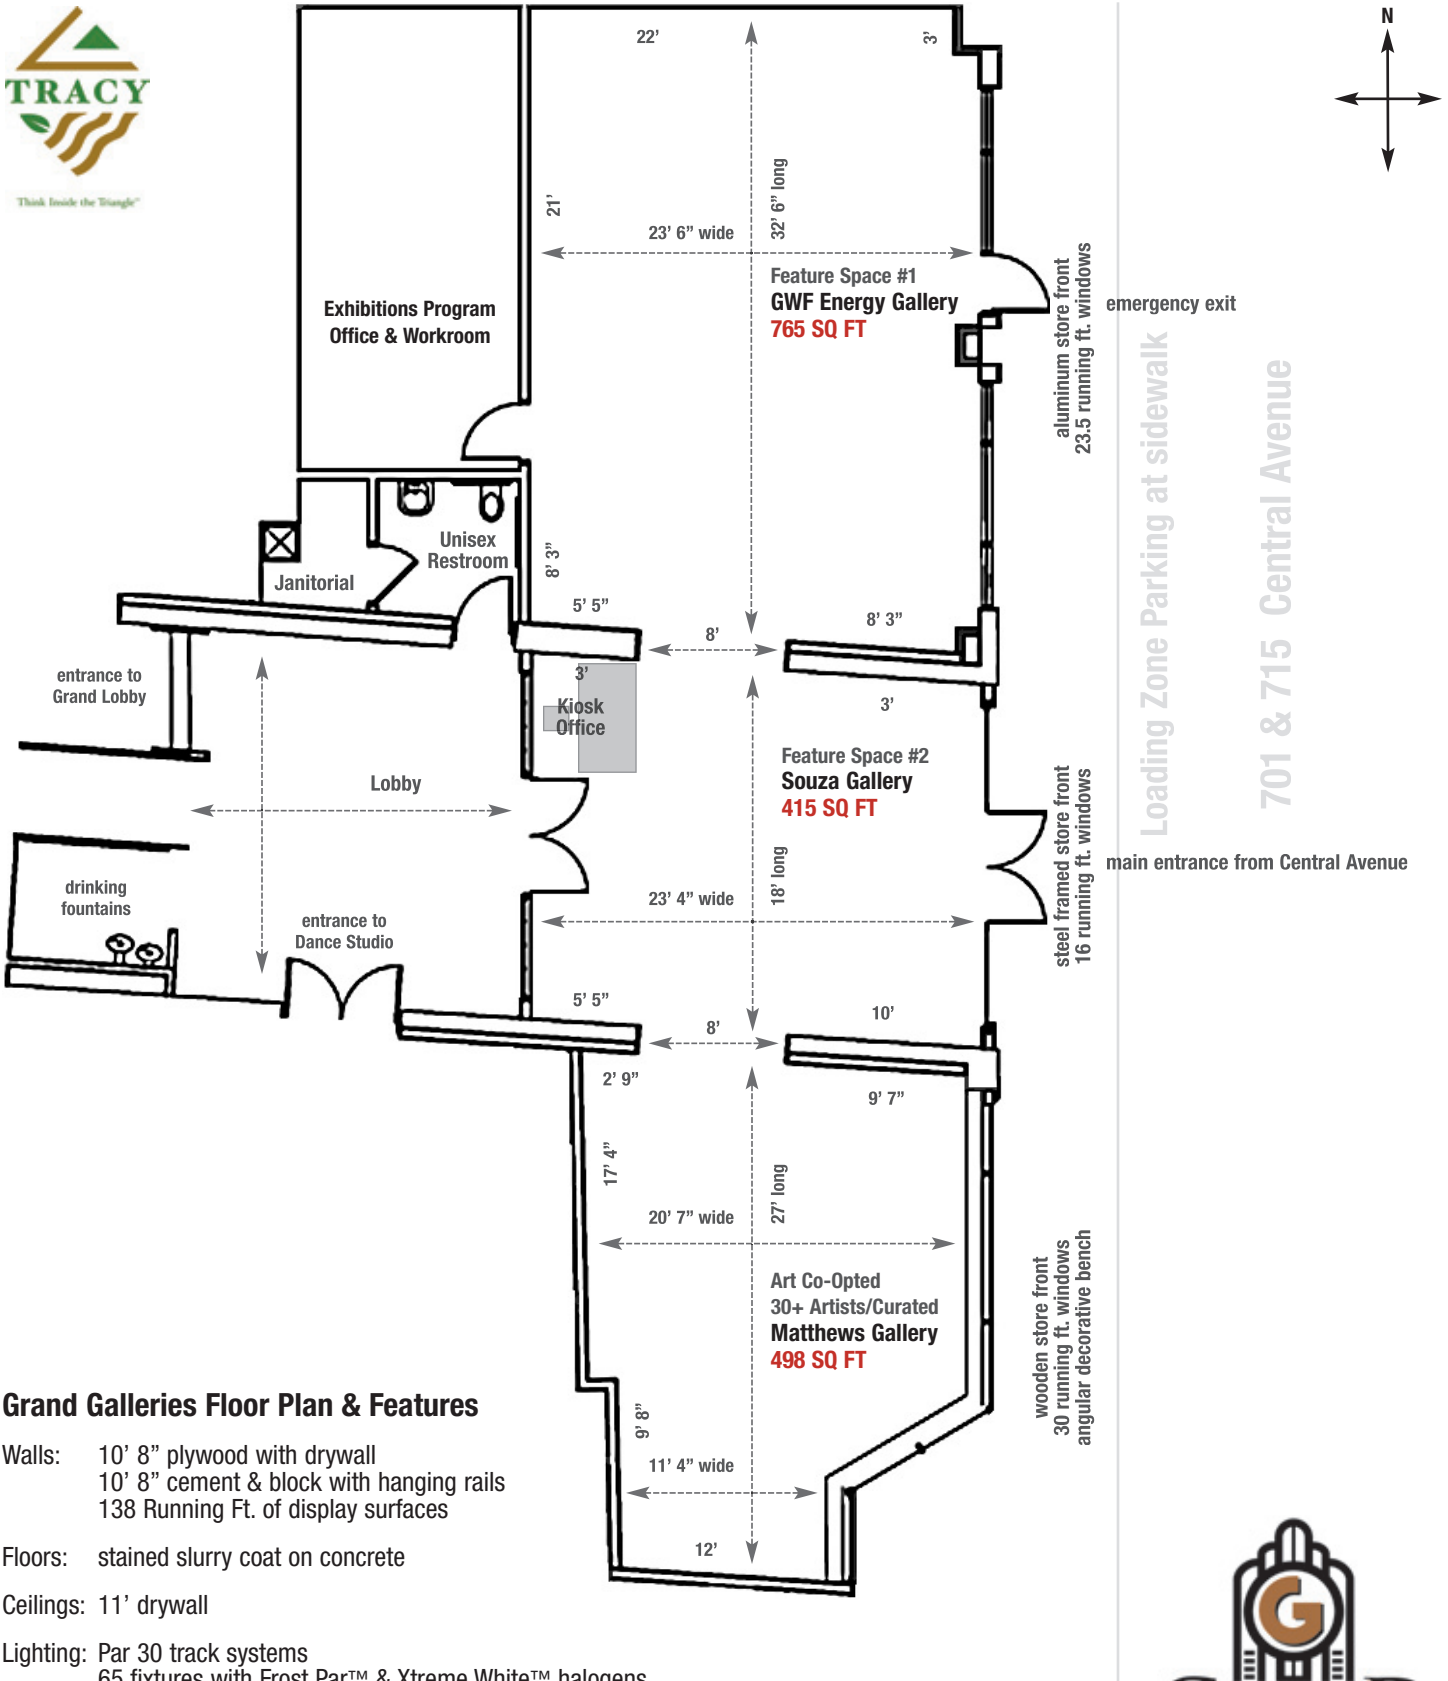 TRACY
Think Inside the Triangle™
N
22’
3’
21’
32’ 6” long
23’ 6” wide
Feature Space #1
GWF Energy Gallery
765 SQ FT
Exhibitions Program
Office & Workroom
aluminum store front
23.5 running ft. windows
emergency exit
Loading Zone Parking at sidewalk
701 & 715 Central Avenue
Unisex
Restroom
Janitorial
8’ 3”
5’ 5”
8’
8’ 3”
entrance to
Grand Lobby
3’
Kiosk
Office
3’
Lobby
Feature Space #2
Souza Gallery
415 SQ FT
steel framed store front
16 running ft. windows
main entrance from Central Avenue
18’ long
23’ 4” wide
drinking
fountains
entrance to
Dance Studio
5’ 5”
8’
10’
2’ 9”
9’ 7”
17’ 4”
27’ long
20’ 7” wide
Art Co-Opted
30+ Artists/Curated
Matthews Gallery
498 SQ FT
wooden store front
30 running ft. windows
angular decorative bench
9’ 8”
11’ 4” wide
12’
Grand Galleries Floor Plan & Features
Walls: 10’ 8” plywood with drywall
10’ 8” cement & block with hanging rails
138 Running Ft. of display surfaces
Floors: stained slurry coat on concrete
Ceilings: 11’ drywall
Lighting: Par 30 track systems
65 fixtures with Frost Par™ & Xtreme White™ halogens
G